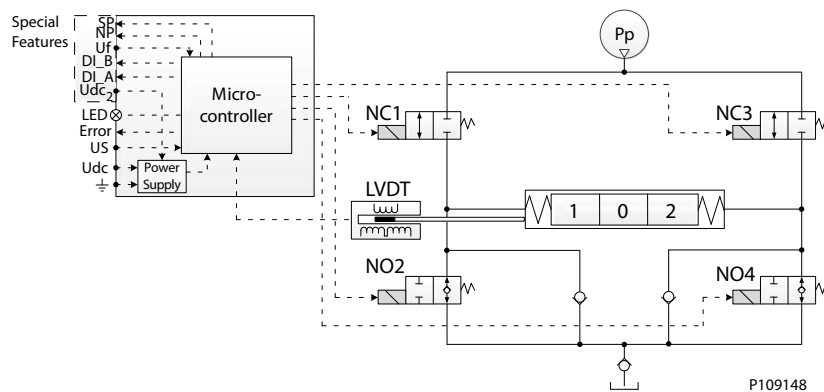 Special
Features
SP
NP
Uf
DI_B
DI_A
Udc2
LED
Error
US
Udc
Micro-
controller
Power
Supply
Pp
NC1
NC3
LVDT
1 0 2
NO2
NO4
P109148